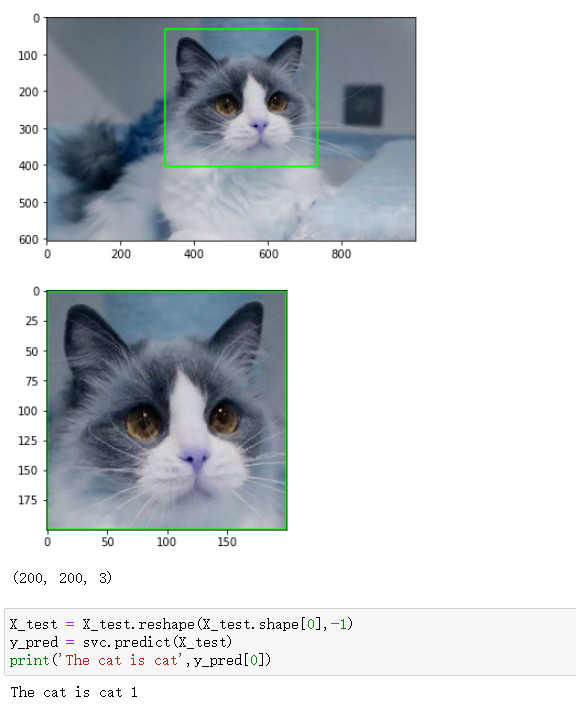 0
100
200
300
400
500
600
0 200 400 600 800
0
25
50
75
100
125
150
175
0 50 100 150
(200, 200, 3)
X_test = X_test.reshape(X_test.shape[0],-1)
y_pred = svc.predict(X_test)
print('The cat is cat',y_pred[0])
The cat is cat 1